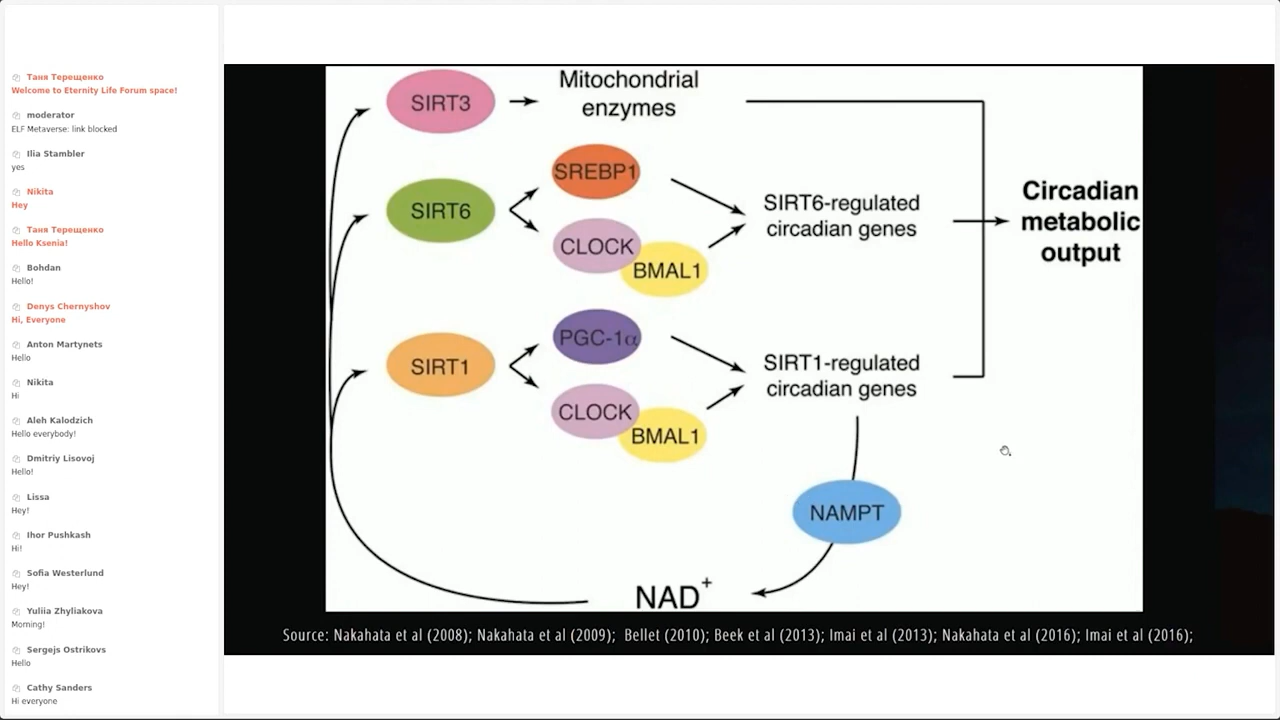 Таня Терещенко
Welcome to Eternity Life Forum space!
moderator
ELF Metaverse: link blocked
Ilia Stambler
yes
Nikita
Hey
Таня Терещенко
Hello Ksenia!
Bohdan
Hello!
Denys Chernyshov
Hi, Everyone
Anton Martynets
Hello
Nikita
Hi
Aleh Kalodzich
Hello everybody!
Dmitriy Lisovoj
Hello!
Lissa
Hey!
Ihor Pushkash
Hi!
Sofia Westerlund
Hey!
Yuliia Zhyliakova
Morning!
Sergejs Ostrikovs
Hello
Cathy Sanders
Hi everyone
SIRT3
Mitochondrial
enzymes
SIRT6
SREBP1
CLOCK
BMAL1
SIRT6-regulated
circadian genes
Circadian
metabolic
output
SIRT1
PGC-1α
CLOCK
BMAL1
SIRT1-regulated
circadian genes
NAMPT
NAD+
Source: Nakahata et al (2008); Nakahata et al (2009); Bellet (2010); Beek et al (2013); Imai et al (2013); Nakahata et al (2016); Imai et al (2016);